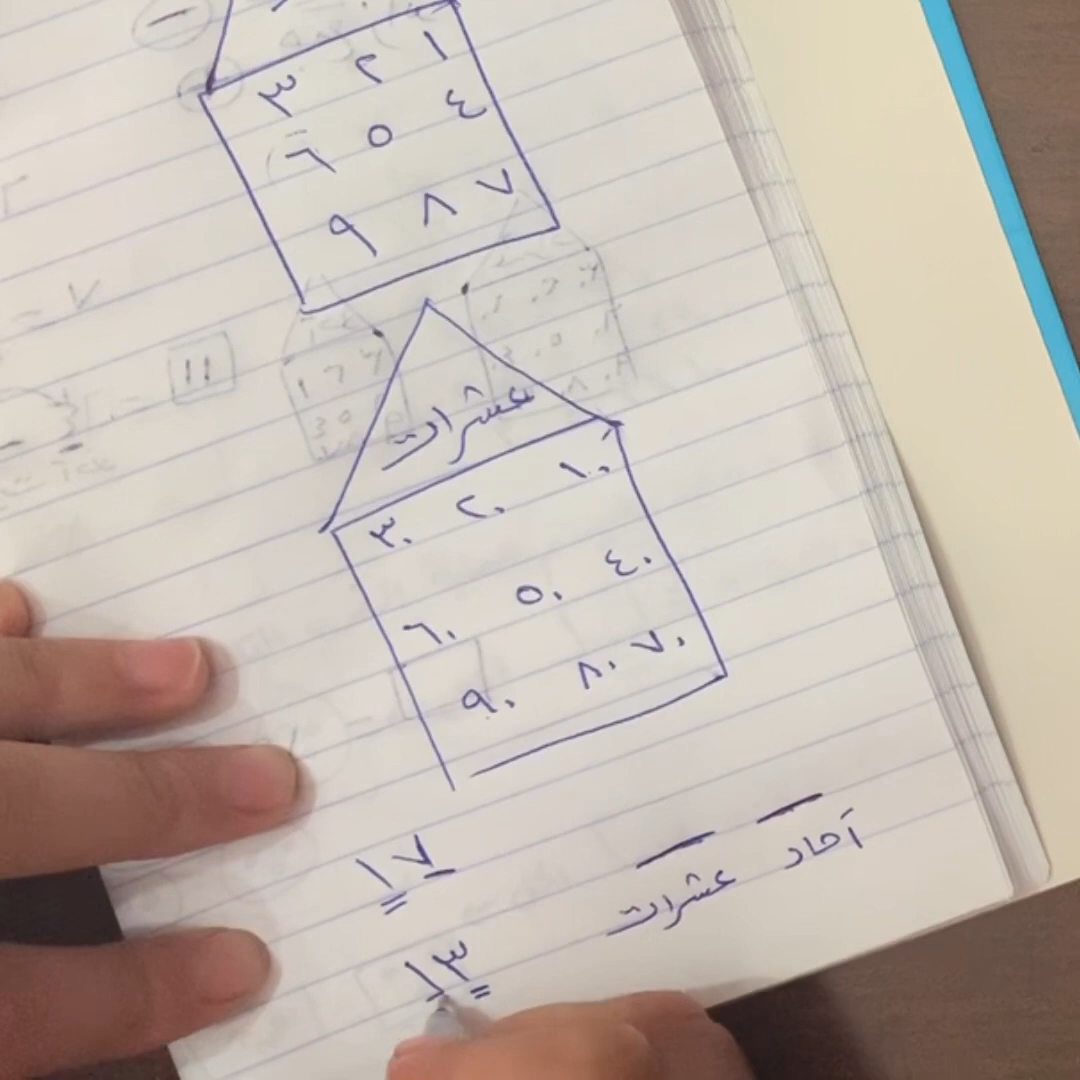 ١ ٢ ٣
٤ ٥ ٦
٧ ٨ ٩
عشرات
١٠ ٢٠ ٣٠
٤٠ ٥٠ ٦٠
٧٠ ٨٠ ٩٠
آحاد عشرات
١٧
١٣
11